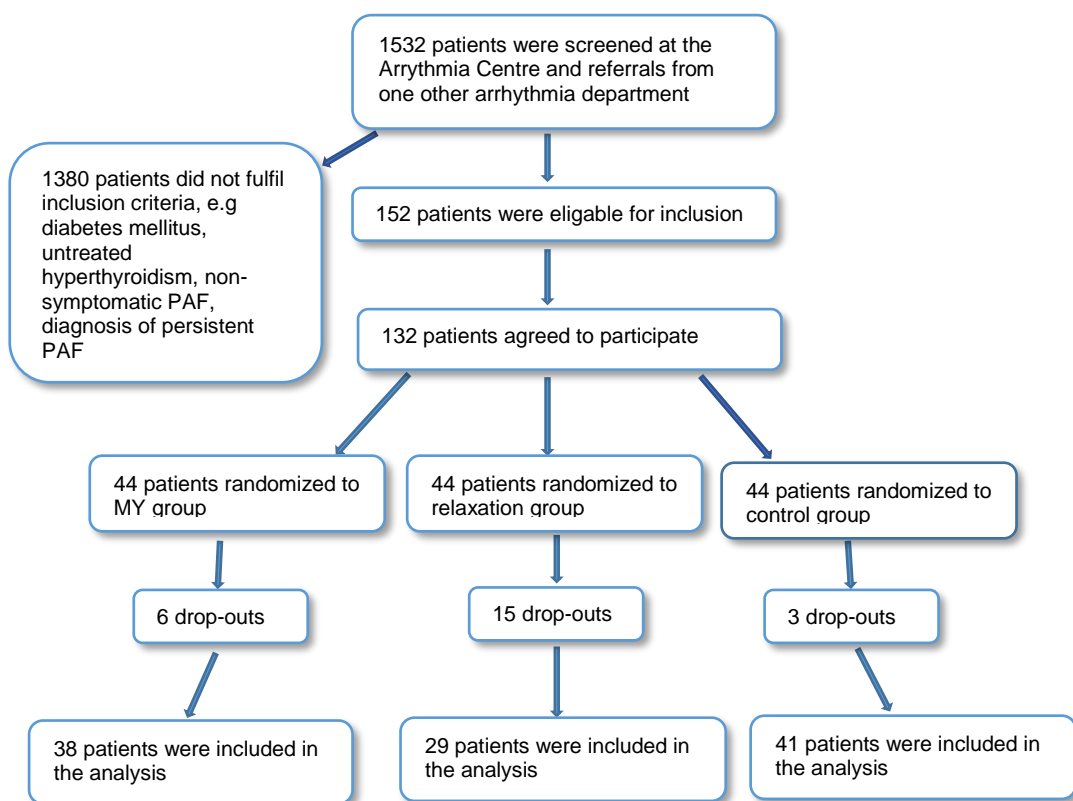 1532 patients were screened at the
Arrythmia Centre and referrals from
one other arrhythmia department
1380 patients did not fulfil
inclusion criteria, e.g
diabetes mellitus,
untreated
hyperthyroidism, non-
symptomatic PAF,
diagnosis of persistent
PAF
152 patients were eligable for inclusion
132 patients agreed to participate
44 patients randomized to
MY group
44 patients randomized to
relaxation group
44 patients randomized to
control group
6 drop-outs
15 drop-outs
3 drop-outs
38 patients were included in
the analysis
29 patients were included in
the analysis
41 patients were included in
the analysis